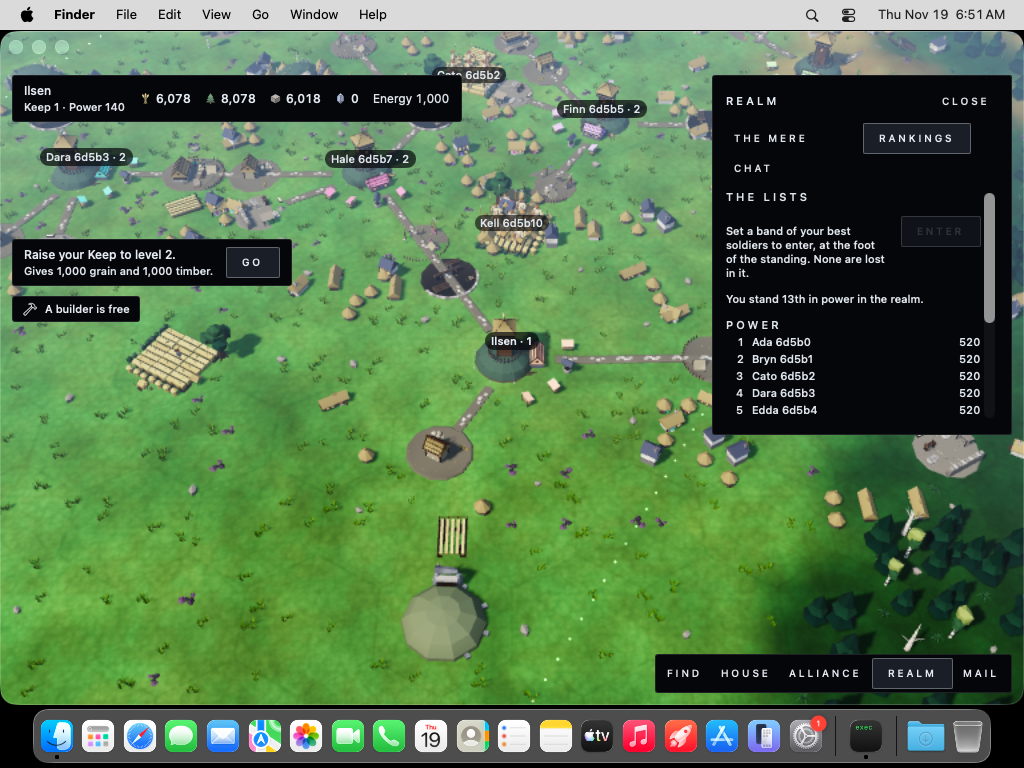 Finder File Edit View Go Window Help Thu Nov 19 6:51 AM
Cato 6d5b2
Ilsen
Keep 1 · Power 140
6,078 8,078 6,018 0 Energy 1,000
Finn 6d5b5 · 2
Dara 6d5b3 · 2
Hale 6d5b7 · 2
Kell 6d5b10
Raise your Keep to level 2.
Gives 1,000 grain and 1,000 timber.
GO
A builder is free
Ilsen · 1
REALM CLOSE
THE MERE RANKINGS
CHAT
THE LISTS
Set a band of your best
soldiers to enter, at the foot
of the standing. None are lost
in it.
ENTER
You stand 13th in power in the realm.
POWER
1 Ada 6d5b0 520
2 Bryn 6d5b1 520
3 Cato 6d5b2 520
4 Dara 6d5b3 520
5 Edda 6d5b4 520
FIND HOUSE ALLIANCE REALM MAIL
Thu
19
tv
1
exec